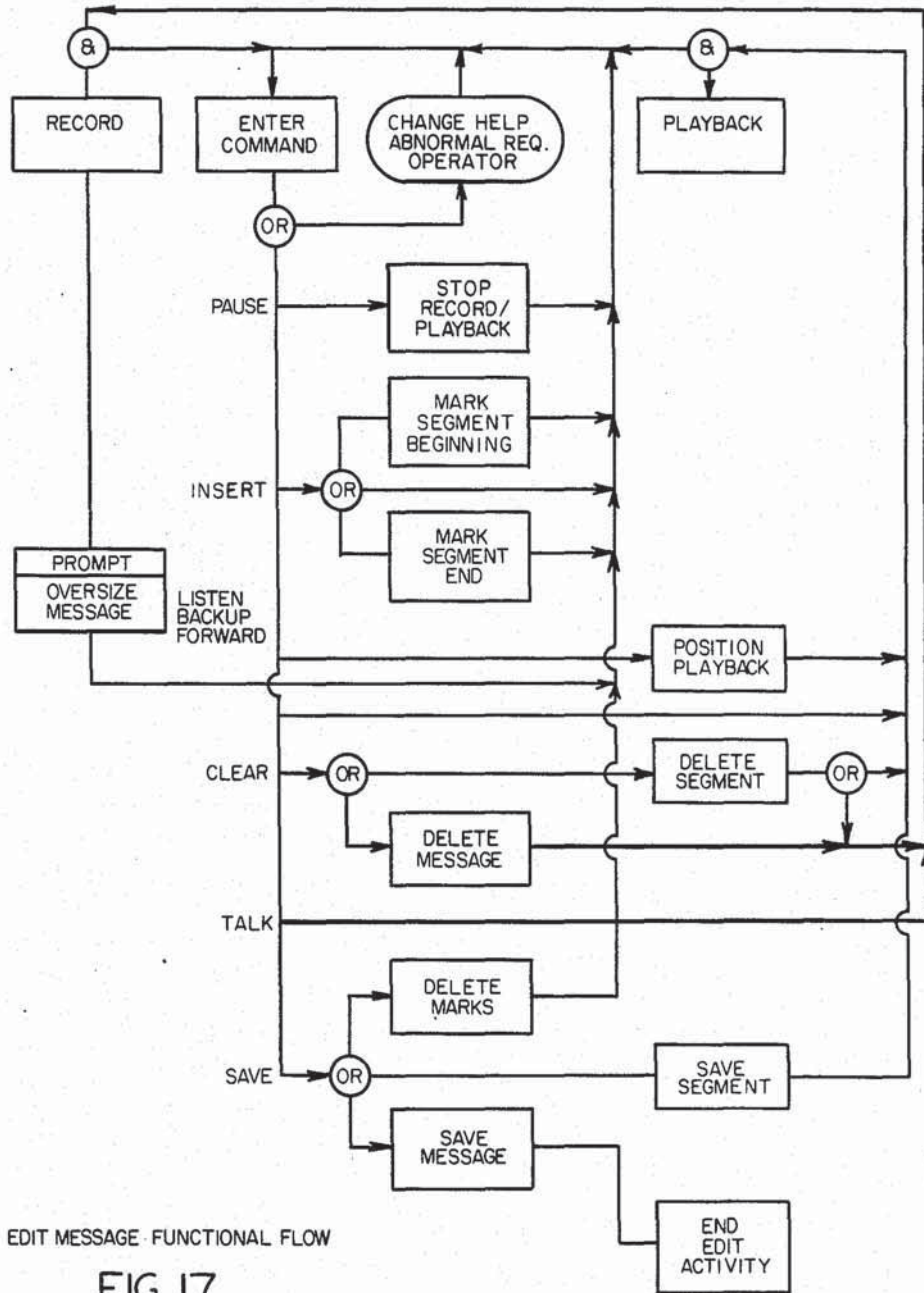 &
&
RECORD
ENTER
COMMAND
CHANGE HELP
ABNORMAL REQ.
OPERATOR
PLAYBACK
OR
PAUSE
STOP
RECORD/
PLAYBACK
MARK
SEGMENT
BEGINNING
INSERT
OR
MARK
SEGMENT
END
PROMPT
OVERSIZE
MESSAGE
LISTEN
BACKUP
FORWARD
POSITION
PLAYBACK
CLEAR
OR
DELETE
SEGMENT
OR
DELETE
MESSAGE
TALK
DELETE
MARKS
SAVE
OR
SAVE
SEGMENT
SAVE
MESSAGE
END
EDIT
ACTIVITY
EDIT MESSAGE FUNCTIONAL FLOW
FIG. 17